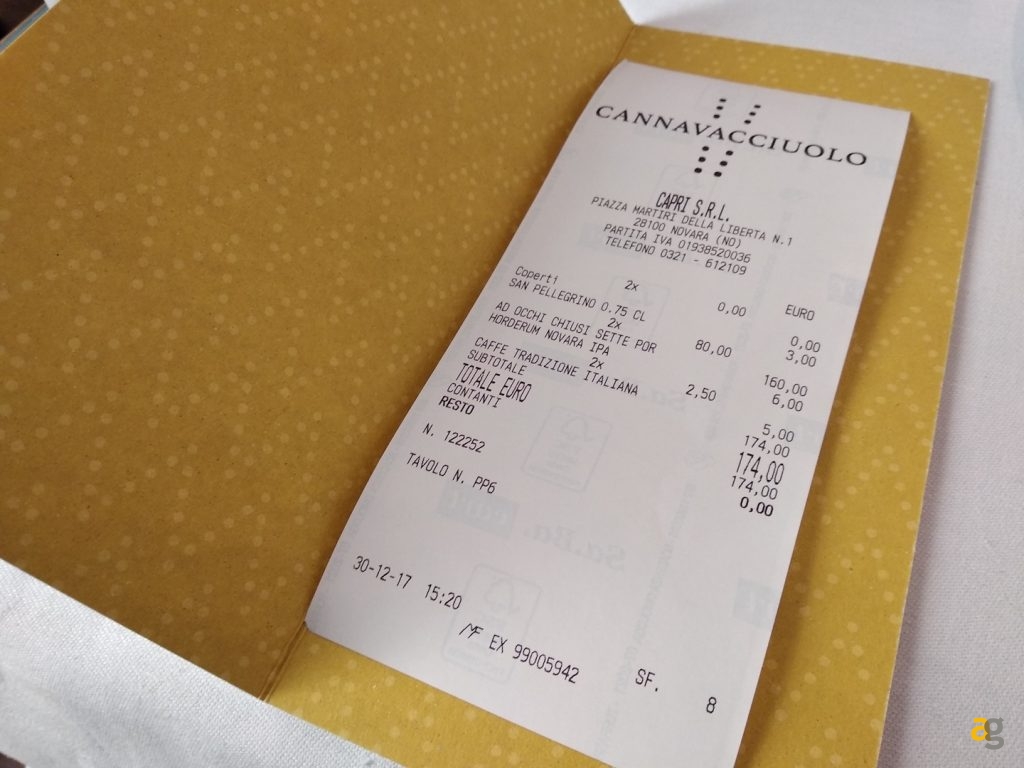 CANNAVACCIUOLO
CAPRI S.R.L.
PIAZZA MARTIRI DELLA LIBERTA N.1
28100 NOVARA (NO)
PARTITA IVA 01938520036
TELEFONO 0321 - 612109
EURO
2x 0,00
Coperti 0,00
SAN PELLEGRINO 0.75 CL 3,00
2x 80,00
AD OCCHI CHIUSI SETTE POR 160,00
HORDERUM NOVARA IPA 6,00
2x 2,50
CAFFE TRADIZIONE ITALIANA 5,00
SUBTOTALE 174,00
TOTALE EURO 174,00
CONTANTI 174,00
RESTO 0,00
N. 122252
TAVOLO N. PP6
30-12-17 15:20
MF EX 99005942 SF. 8
ag